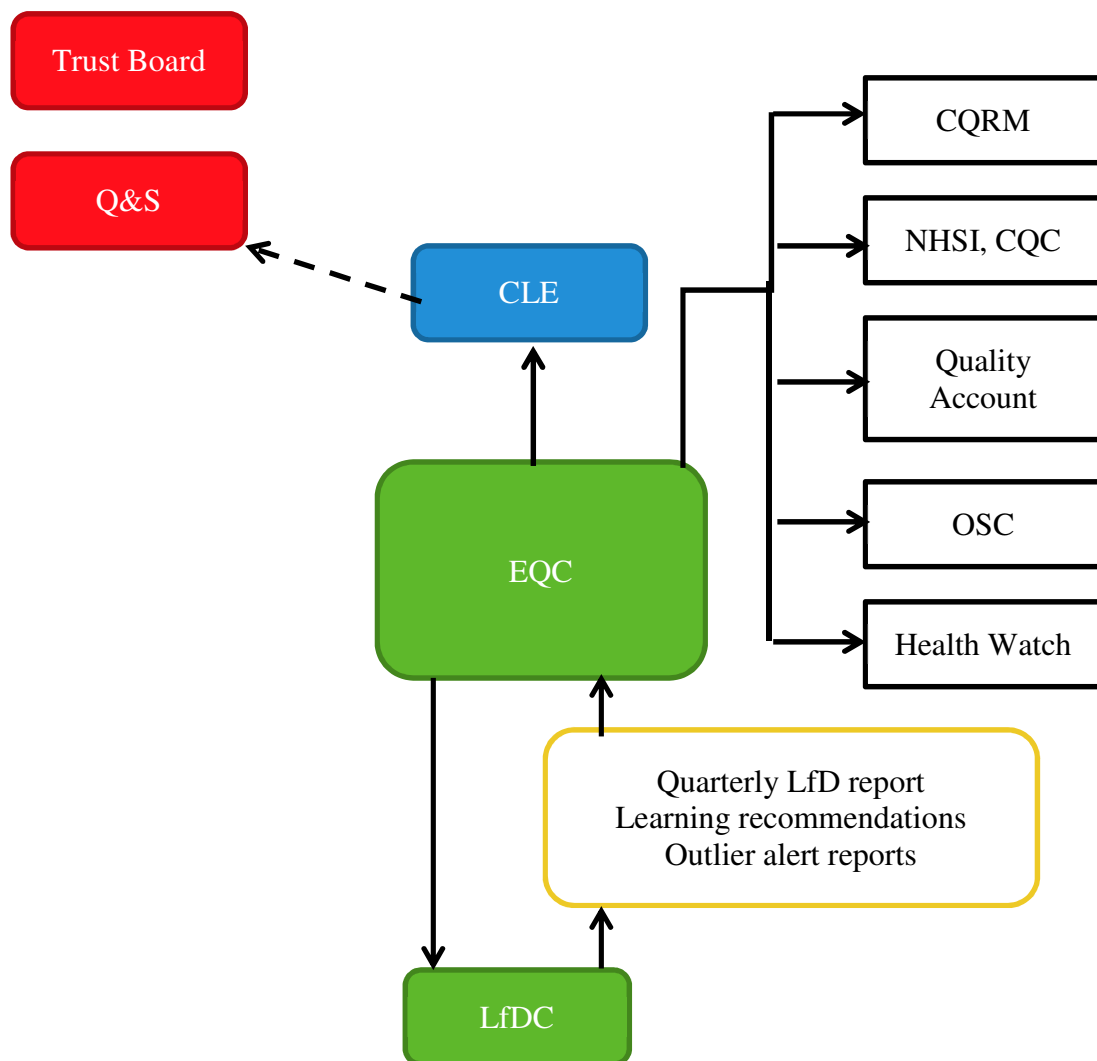 Trust Board
Q&S
CLE
EQC
CQRM
NHSI, CQC
Quality
Account
OSC
Health Watch
Quarterly LfD report
Learning recommendations
Outlier alert reports
LfDC